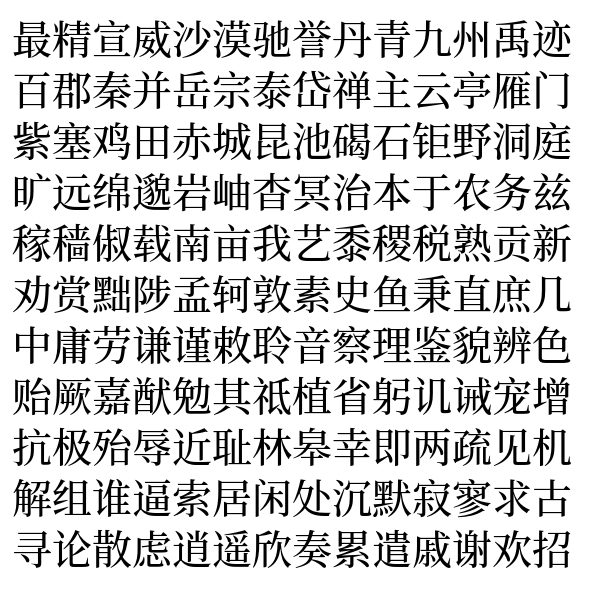 最精宣威沙漠驰誉丹青九州禹迹
百郡秦并岳宗泰岱禅主云亭雁门
紫塞鸡田赤城昆池碣石钜野洞庭
旷远绵邈岩岫杳冥治本于农务兹
稼穑俶载南亩我艺黍稷税熟贡新
劝赏黜陟孟轲敦素史鱼秉直庶几
中庸劳谦谨敕聆音察理鉴貌辨色
贻厥嘉猷勉其祗植省躬讥诫宠增
抗极殆辱近耻林皋幸即两疏见机
解组谁逼索居闲处沉默寂寥求古
寻论散虑逍遥欣奏累遣戚谢欢招